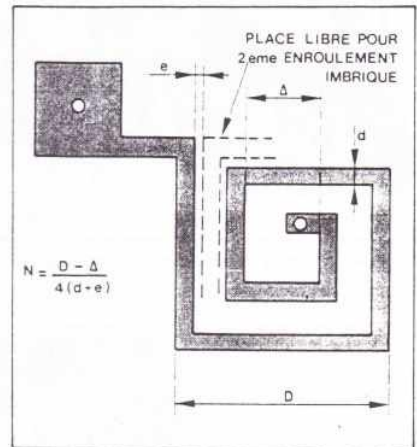 PLACE LIBRE POUR
2eme ENROULEMENT
IMBRIQUE
e
Δ
d
N = D - Δ
4(d+e)
D